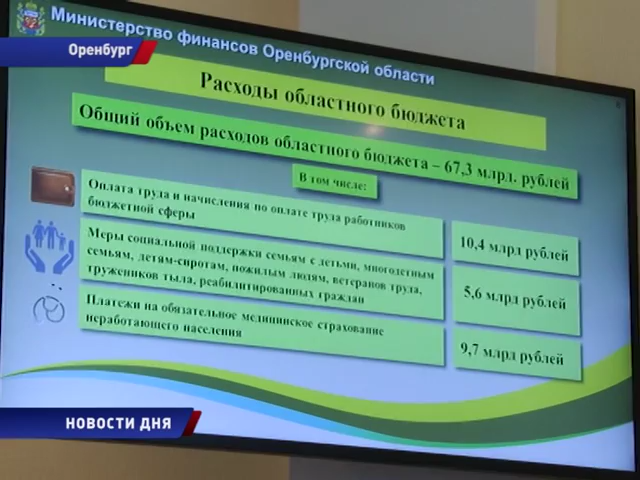 Министерство финансов Оренбургской области
Оренбург
Расходы областного бюджета
Общий объем расходов областного бюджета – 67,3 млрд. рублей
В том числе:
Оплата труда и начисления по оплате труда работников
бюджетной сферы
10,4 млрд рублей
Меры социальной поддержки семьям с детьми, многодетным
семьям, детям-сиротам, пожилым людям, ветеранов труда,
тружеников тыла, реабилитированных граждан
5,6 млрд рублей
Платежи на обязательное медицинское страхование
неработающего населения
9,7 млрд рублей
НОВОСТИ ДНЯ